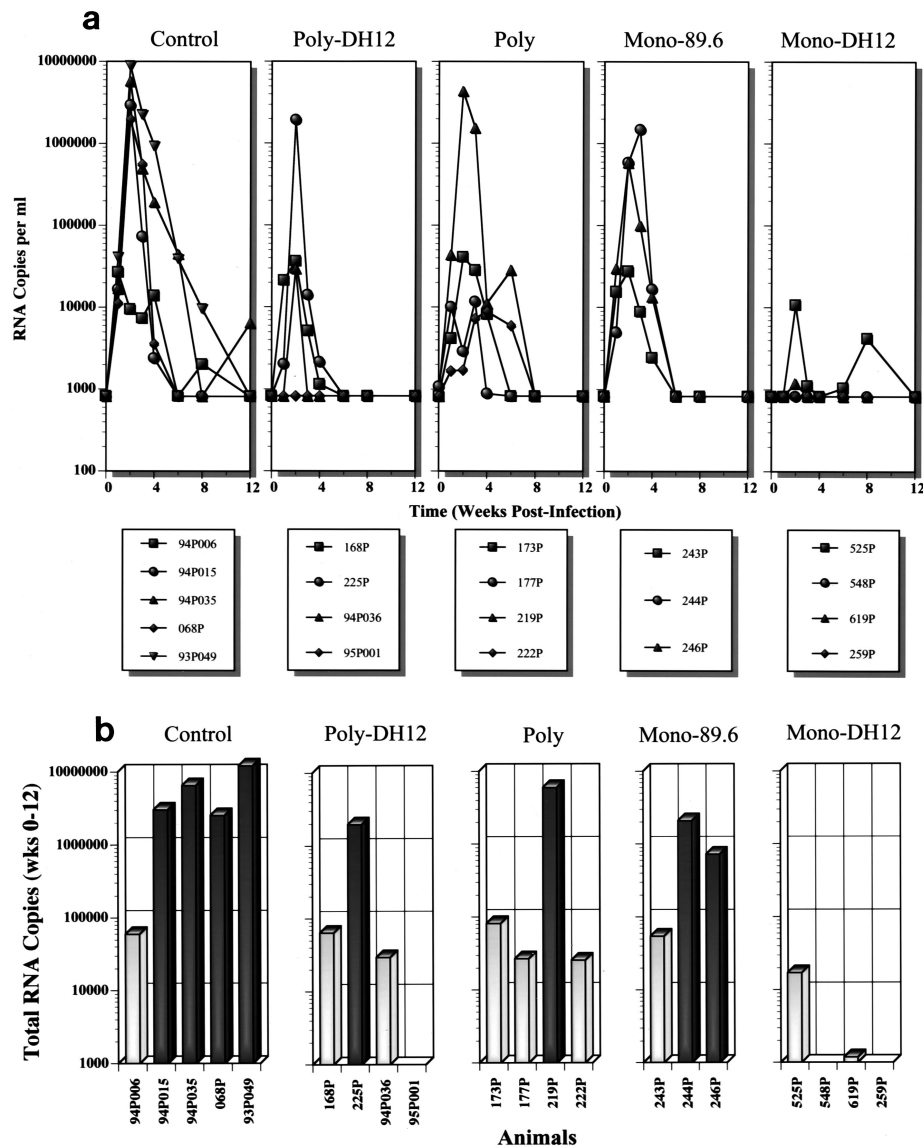 a
Control
Poly-DH12
Poly
Mono-89.6
Mono-DH12
RNA Copies per ml
10000000
1000000
100000
10000
1000
100
0 4 8 12
0 4 8 12
0 4 8 12
0 4 8 12
0 4 8 12
Time (Weeks Post-Infection)
94P006
94P015
94P035
068P
93P049
168P
225P
94P036
95P001
173P
177P
219P
222P
243P
244P
246P
525P
548P
619P
259P
b
Control
Poly-DH12
Poly
Mono-89.6
Mono-DH12
Total RNA Copies (wks 0-12)
10000000
1000000
100000
10000
1000
94P006
94P015
94P035
068P
93P049
168P
225P
94P036
95P001
173P
177P
219P
222P
243P
244P
246P
525P
548P
619P
259P
Animals